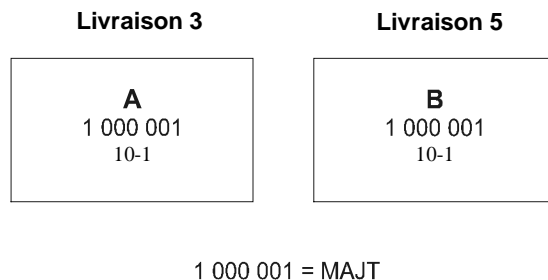 Livraison 3
Livraison 5
A
1 000 001
10-1
B
1 000 001
10-1
1 000 001 = MAJT